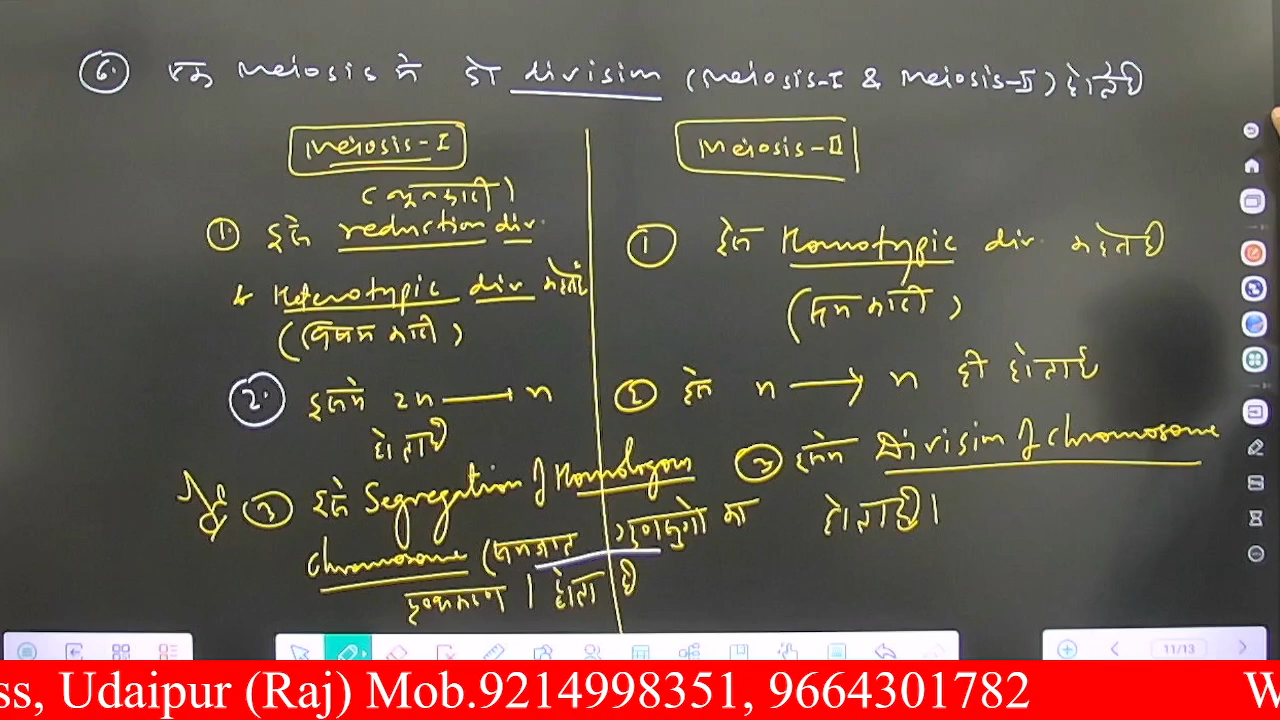 6. एक meiosis में दो division (Meiosis-I & Meiosis-II) होती है
Meiosis-I
(न्यूनकारी)
1. इसे reduction div.
& Heterotypic div कहते हैं
(विषम कारी)
2. इसमें 2n → n
होता है
3 इसमें Segregation of Homologous
chromosome (समजात गुणसूत्रो का
पृथक्करण । होता है
Meiosis-II
1 इसे Homotypic div. कहते है
(सम कारी)
2 इसमें n → n ही होता है
3 इसमें Division of chromosome
होता है।
11/13
ss, Udaipur (Raj) Mob.9214998351, 9664301782 W